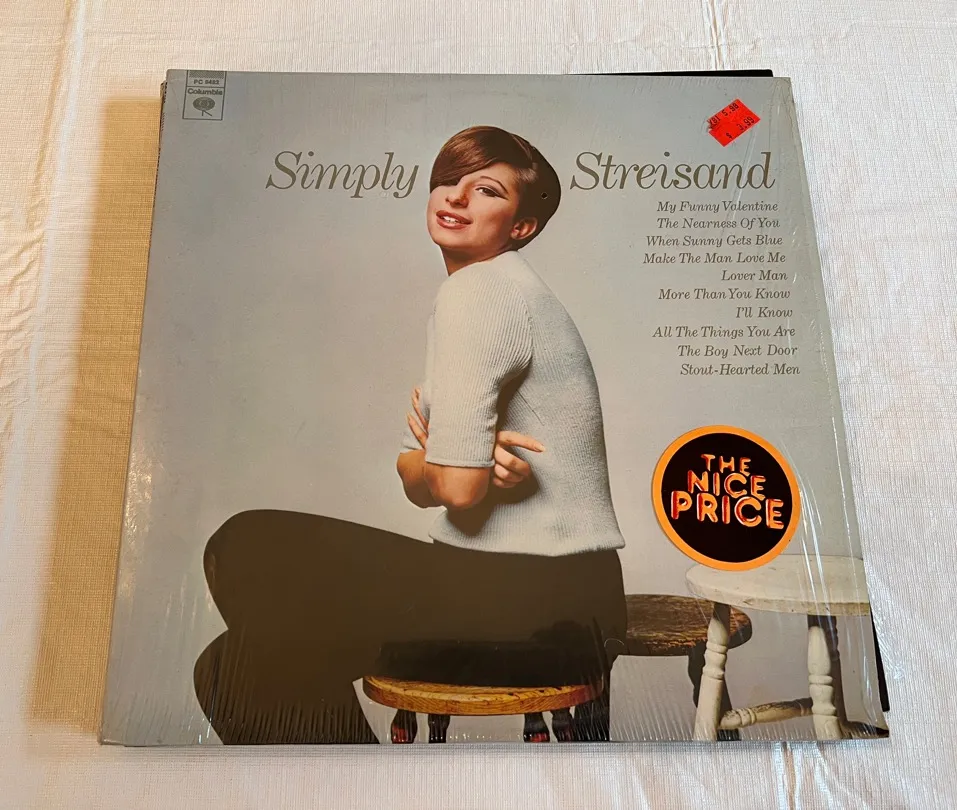 PC 9482
Columbia
Simply Streisand
My Funny Valentine
The Nearness Of You
When Sunny Gets Blue
Make The Man Love Me
Lover Man
More Than You Know
I'll Know
All The Things You Are
The Boy Next Door
Stout-Hearted Men
THE
NICE
PRICE